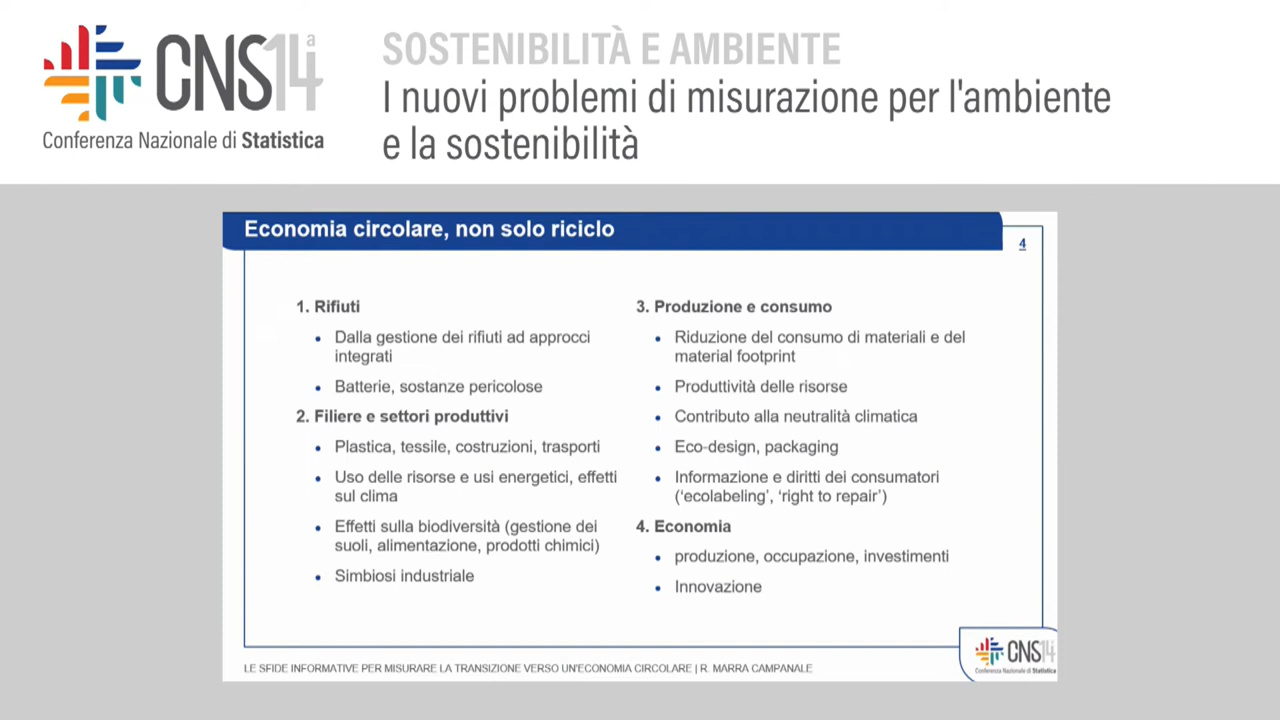 CNS14ª
Conferenza Nazionale di Statistica
SOSTENIBILITÀ E AMBIENTE
I nuovi problemi di misurazione per l'ambiente
e la sostenibilità
Economia circolare, non solo riciclo
4
1. Rifiuti
• Dalla gestione dei rifiuti ad approcci
integrati
• Batterie, sostanze pericolose
2. Filiere e settori produttivi
• Plastica, tessile, costruzioni, trasporti
• Uso delle risorse e usi energetici, effetti
sul clima
• Effetti sulla biodiversità (gestione dei
suoli, alimentazione, prodotti chimici)
• Simbiosi industriale
3. Produzione e consumo
• Riduzione del consumo di materiali e del
material footprint
• Produttività delle risorse
• Contributo alla neutralità climatica
• Eco-design, packaging
• Informazione e diritti dei consumatori
(‘ecolabeling’, ‘right to repair’)
4. Economia
• produzione, occupazione, investimenti
• Innovazione
LE SFIDE INFORMATIVE PER MISURARE LA TRANSIZIONE VERSO UN'ECONOMIA CIRCOLARE | R. MARRA CAMPANALE
CNS14
Conferenza Nazionale di Statistica